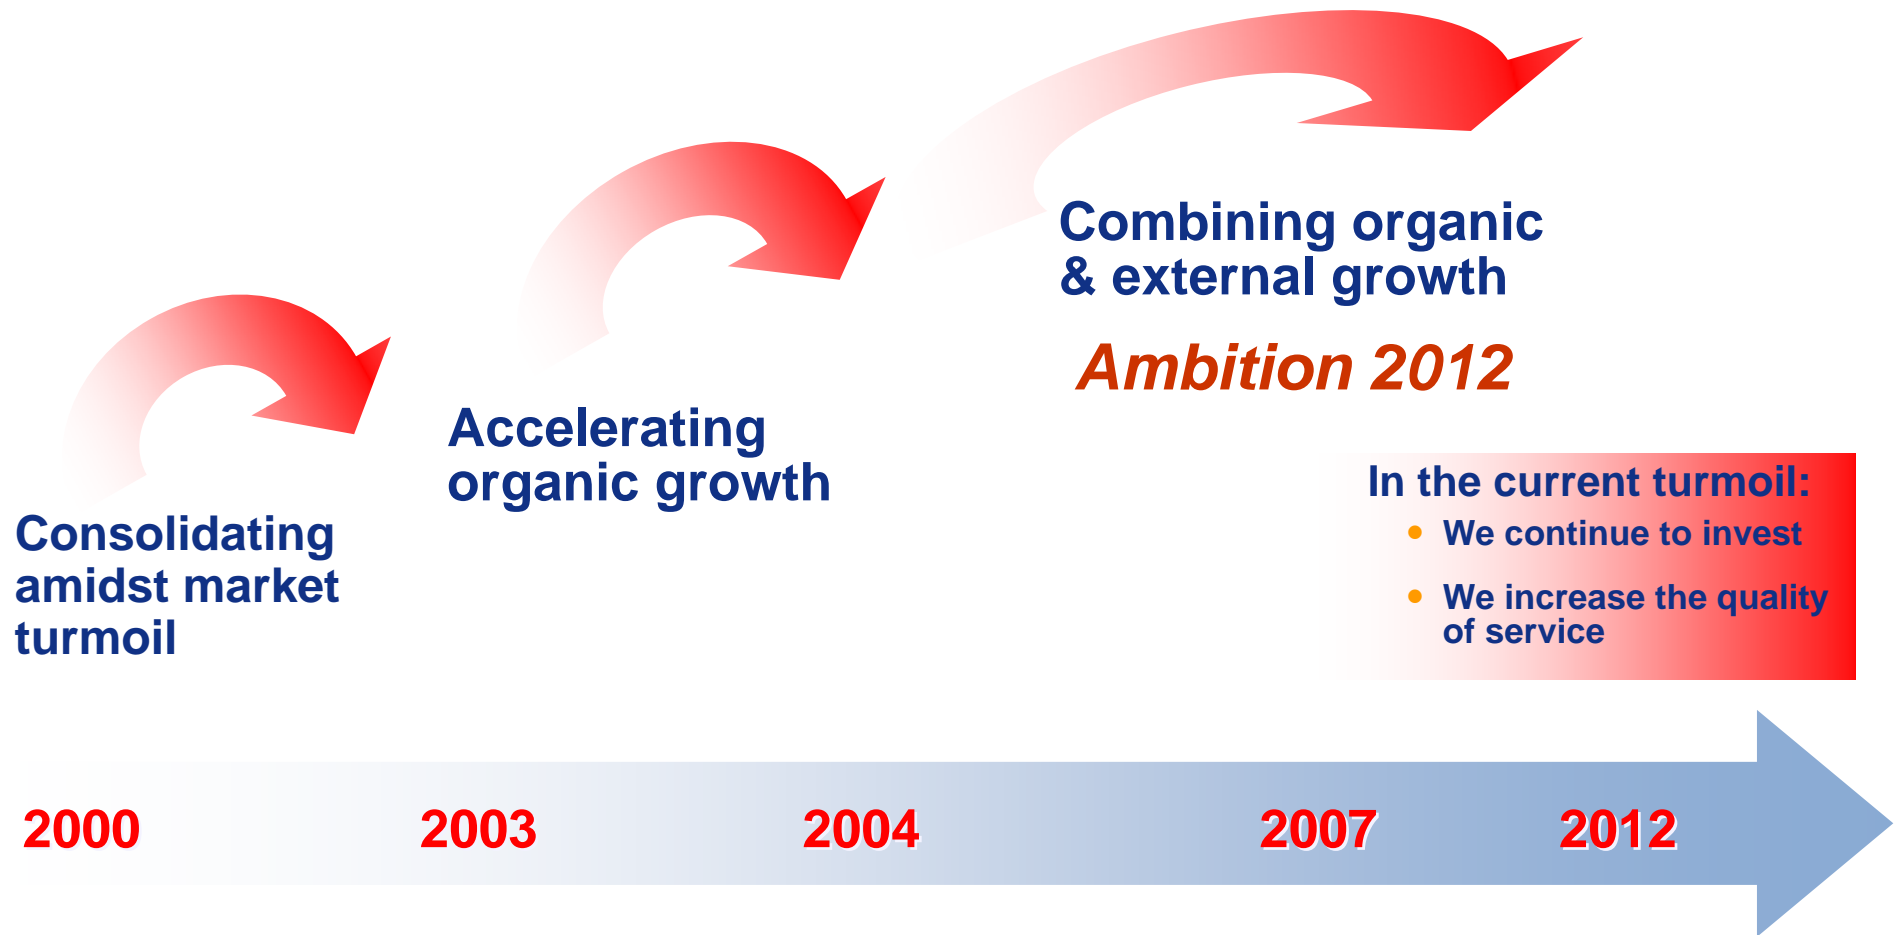 Combining organic
& external growth
Ambition 2012
Accelerating
organic growth
Consolidating
amidst market
turmoil
In the current turmoil:
• We continue to invest
• We increase the quality
of service
2000
2003
2004
2007
2012